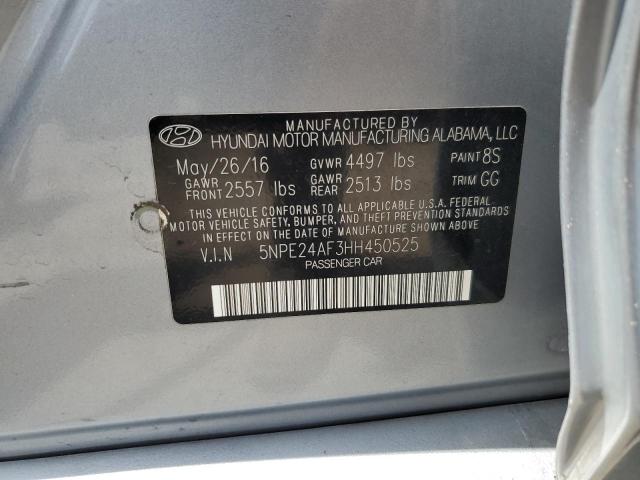 MANUFACTURED BY
HYUNDAI MOTOR MANUFACTURING ALABAMA, LLC
May/26/16 GVWR 4497 lbs PAINT 8S
GAWR FRONT 2557 lbs GAWR REAR 2513 lbs TRIM GG
THIS VEHICLE CONFORMS TO ALL APPLICABLE U.S.A. FEDERAL
MOTOR VEHICLE SAFETY, BUMPER, AND THEFT PREVENTION STANDARDS
IN EFFECT ON THE DATE OF MANUFACTURE SHOWN ABOVE
V.I.N 5NPE24AF3HH450525
PASSENGER CAR